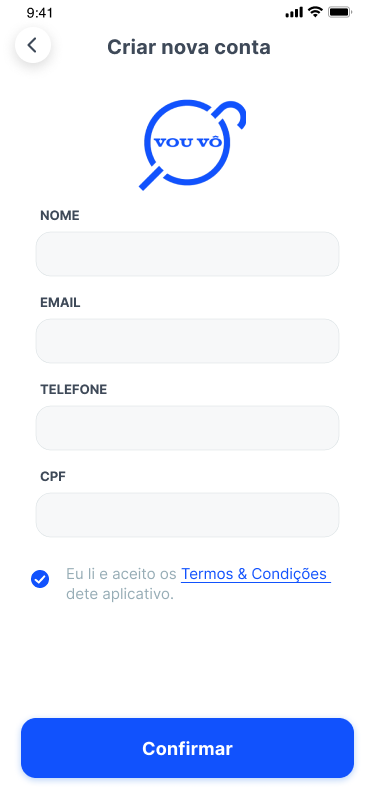 9:41
Criar nova conta
VOU VÔ
NOME
EMAIL
TELEFONE
CPF
Eu li e aceito os Termos & Condições
dete aplicativo.
Confirmar